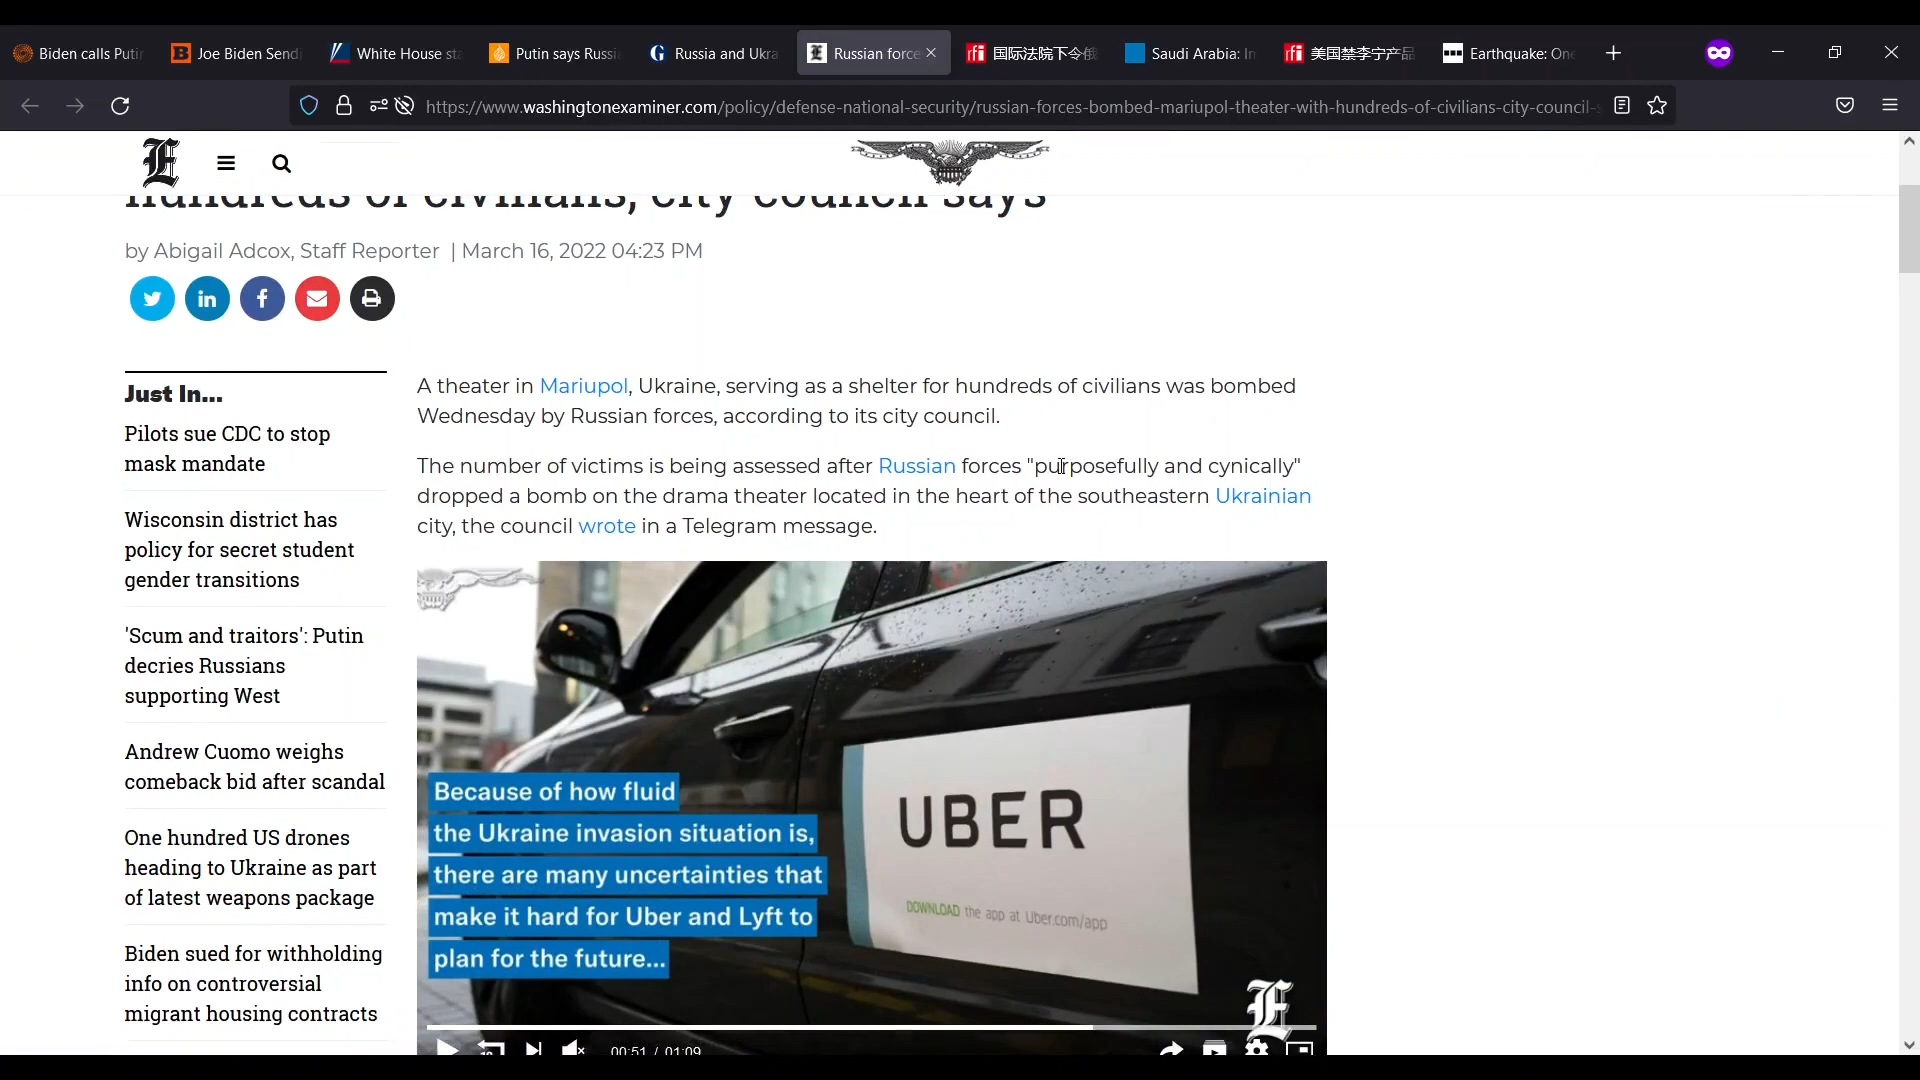 Biden calls Putin
Joe Biden Sendi
White House sta
Putin says Russi
Russia and Ukra
Russian force
国际法院下令俄
Saudi Arabia: In
美国禁李宁产品
Earthquake: One
https://www.washingtonexaminer.com/policy/defense-national-security/russian-forces-bombed-mariupol-theater-with-hundreds-of-civilians-city-council-s
hundreds of civilians, city council says
by Abigail Adcox, Staff Reporter | March 16, 2022 04:23 PM
Just In...
Pilots sue CDC to stop
mask mandate
Wisconsin district has
policy for secret student
gender transitions
'Scum and traitors': Putin
decries Russians
supporting West
Andrew Cuomo weighs
comeback bid after scandal
One hundred US drones
heading to Ukraine as part
of latest weapons package
Biden sued for withholding
info on controversial
migrant housing contracts
A theater in Mariupol, Ukraine, serving as a shelter for hundreds of civilians was bombed
Wednesday by Russian forces, according to its city council.
The number of victims is being assessed after Russian forces "purposefully and cynically"
dropped a bomb on the drama theater located in the heart of the southeastern Ukrainian
city, the council wrote in a Telegram message.
Because of how fluid
the Ukraine invasion situation is,
there are many uncertainties that
make it hard for Uber and Lyft to
plan for the future...
UBER
DOWNLOAD the app at Uber.com/app
00:51 / 01:09